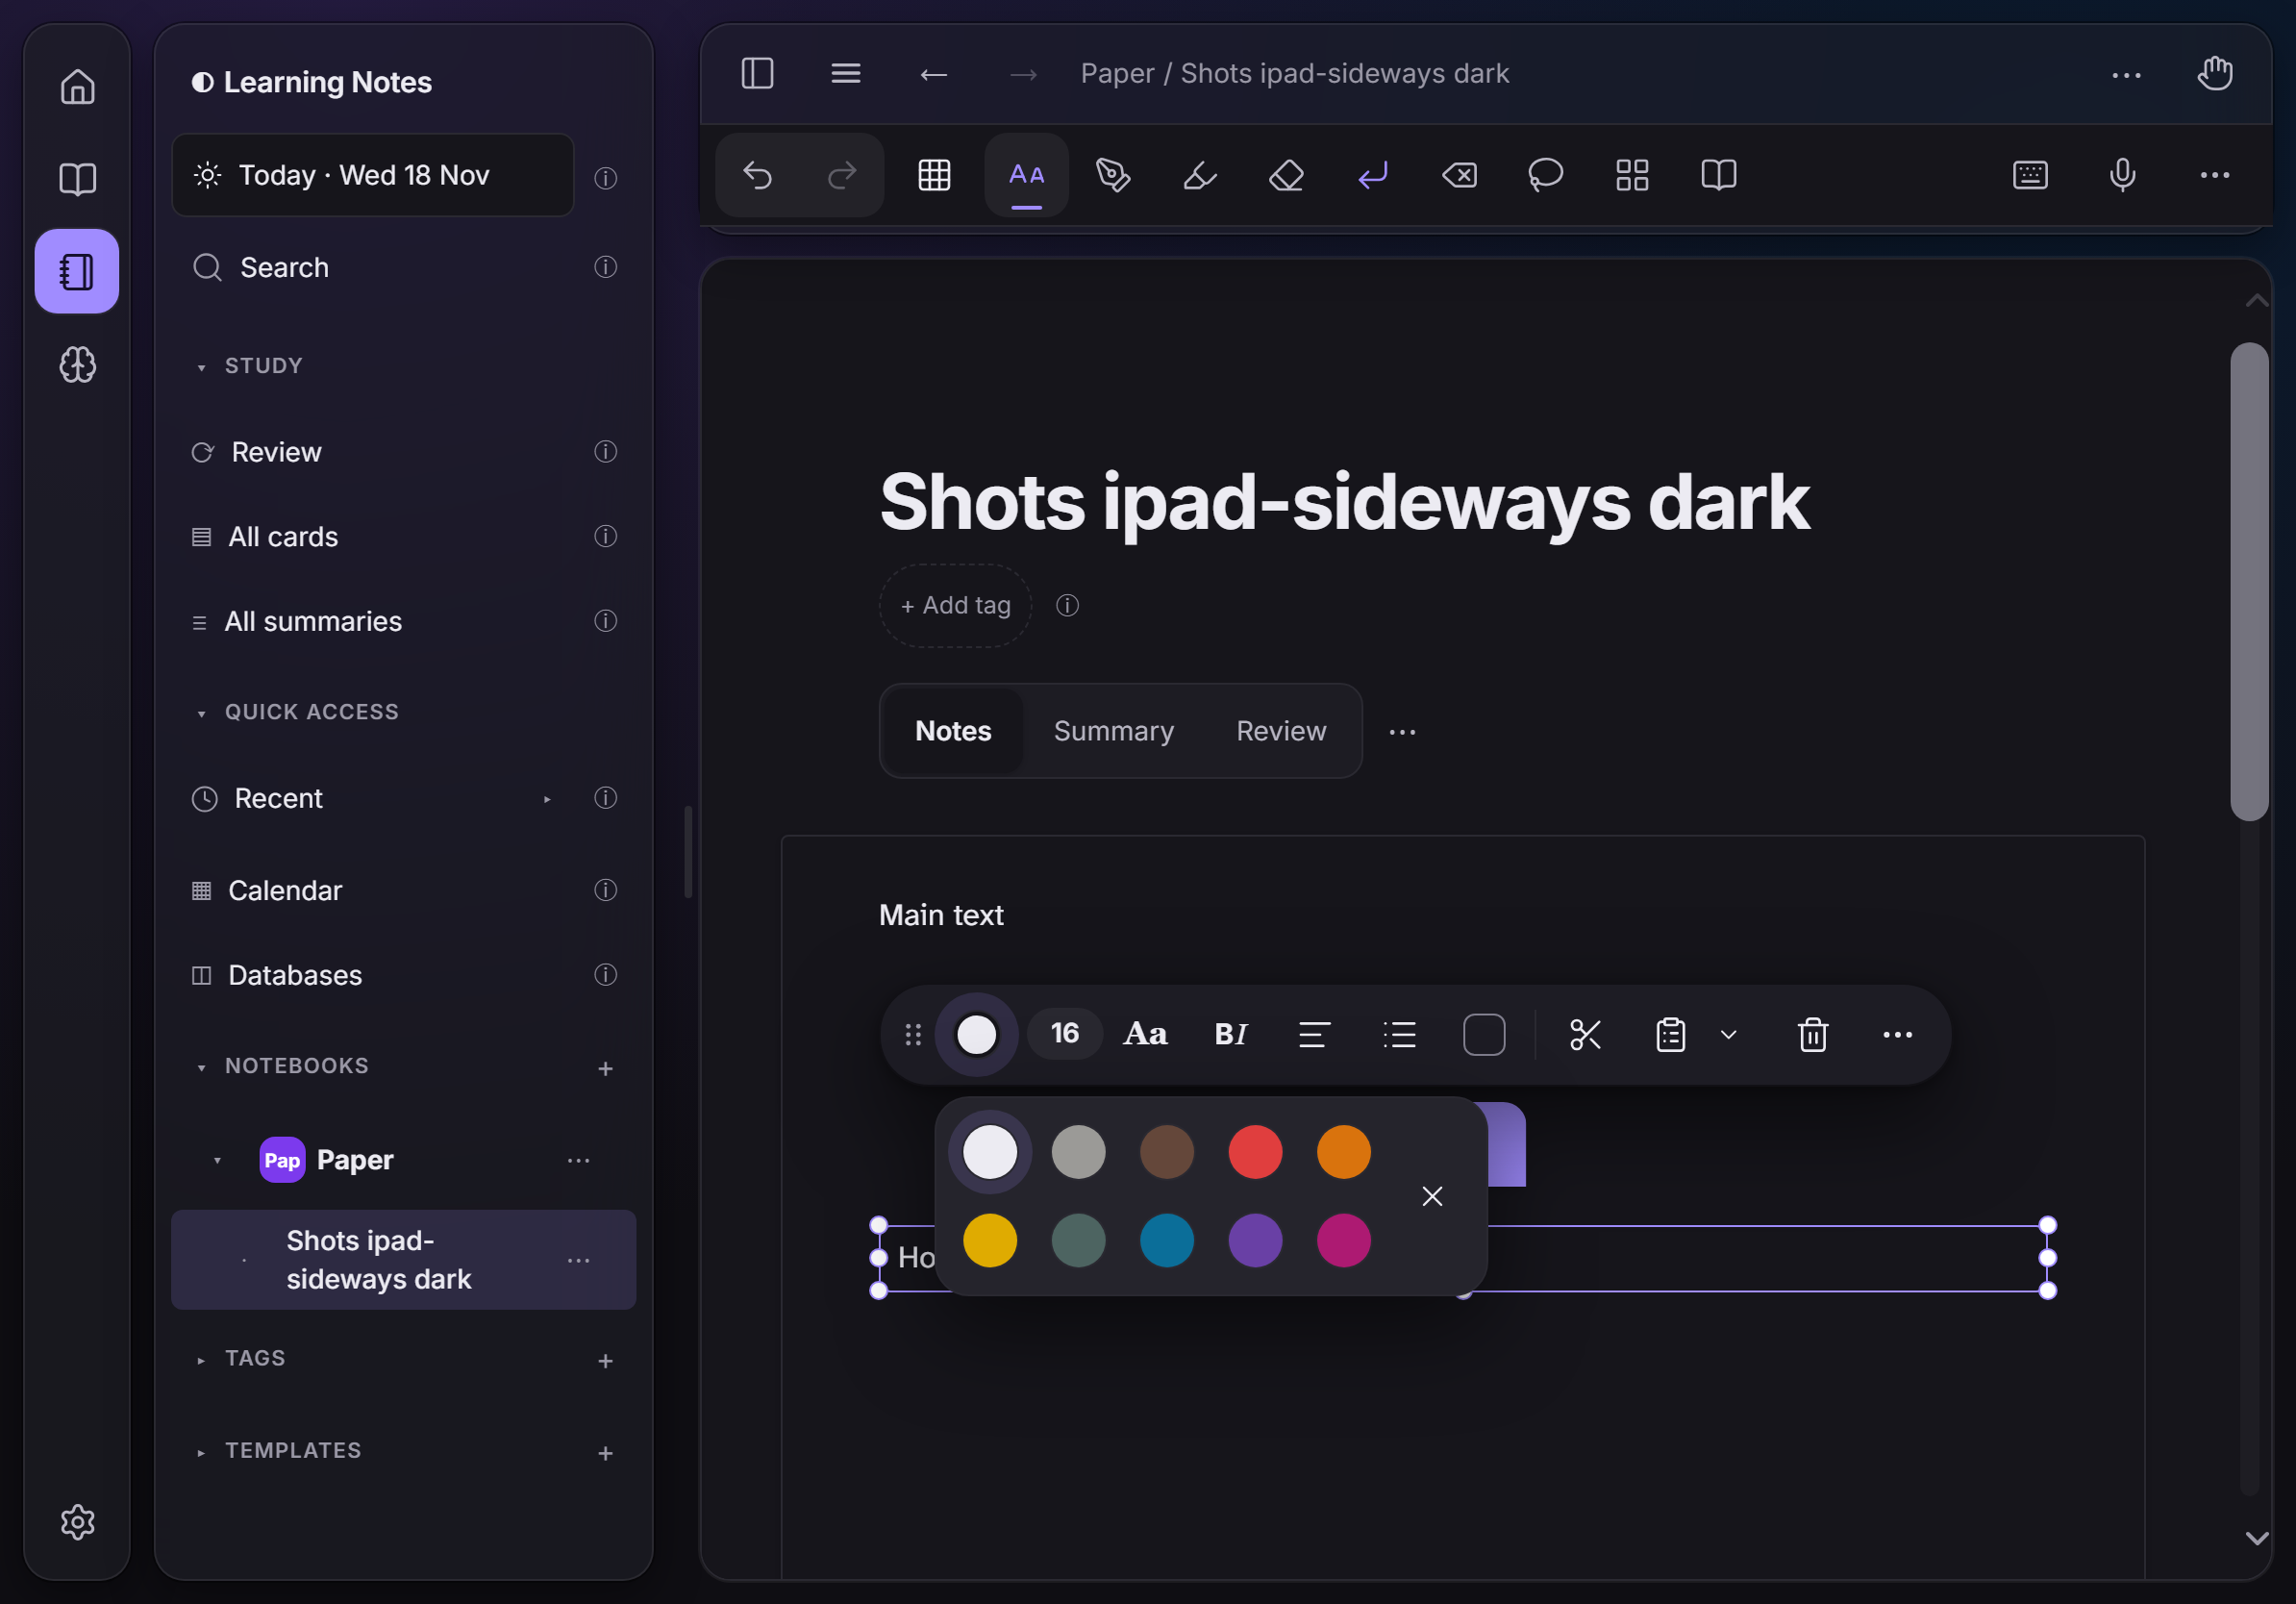 Learning Notes
Today · Wed 18 Nov
Search
STUDY
Review
All cards
All summaries
QUICK ACCESS
Recent
Calendar
Databases
NOTEBOOKS
Pap Paper
Shots ipad-
sideways dark
TAGS
TEMPLATES
Paper / Shots ipad-sideways dark
AA
Shots ipad-sideways dark
+ Add tag
Notes Summary Review
Main text
16 Aa BI